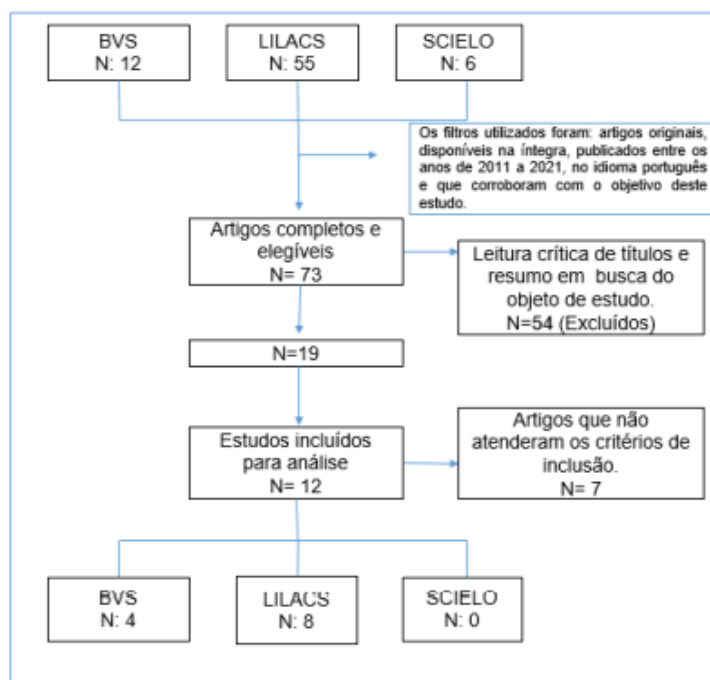 BVS
N: 12
LILACS
N: 55
SCIELO
N: 6
Os filtros utilizados foram: artigos originais,
disponíveis na íntegra, publicados entre os
anos de 2011 a 2021, no idioma português
e que corroboram com o objetivo deste
estudo.
Artigos completos e
elegíveis
N= 73
Leitura crítica de títulos e
resumo em busca do
objeto de estudo.
N=54 (Excluídos)
N=19
Estudos incluídos
para análise
N= 12
Artigos que não
atenderam os critérios de
inclusão.
N= 7
BVS
N: 4
LILACS
N: 8
SCIELO
N: 0